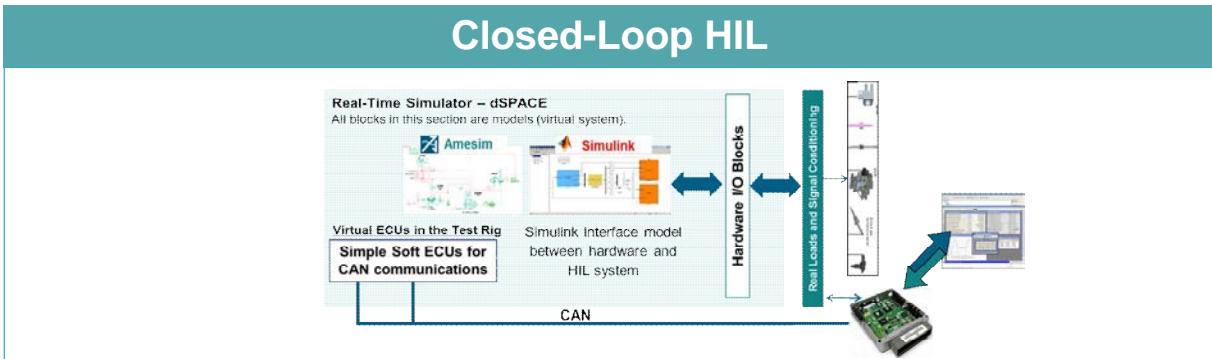 Closed-Loop HIL
Real-Time Simulator – dSPACE
All blocks in this section are models (virtual system).
Amesim
Simulink
Virtual ECUs in the Test Rig
Simple Soft ECUs for
CAN communications
Simulink interface model
between hardware and
HIL system
Hardware I/O Blocks
Real Loads and Signal Conditioning
CAN